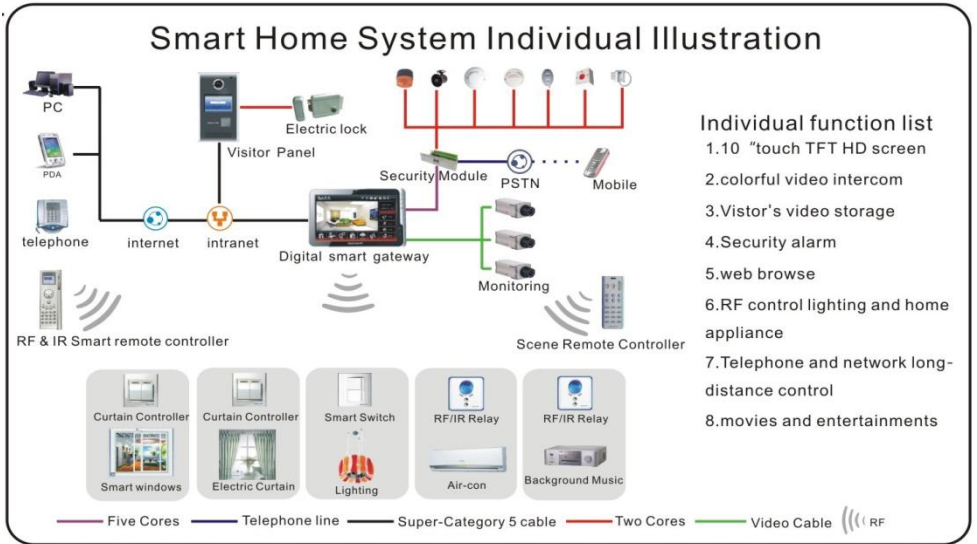 Smart Home System Individual Illustration
PC
PDA
telephone
internet
intranet
Visitor Panel
Electric lock
Security Module
PSTN
Mobile
Digital smart gateway
Monitoring
RF & IR Smart remote controller
Scene Remote Controller
Curtain Controller
Smart windows
Curtain Controller
Electric Curtain
Smart Switch
Lighting
RF/IR Relay
Air-con
RF/IR Relay
Background Music
Individual function list
1.10 “touch TFT HD screen
2.colorful video intercom
3.Vistor's video storage
4.Security alarm
5.web browse
6.RF control lighting and home
appliance
7.Telephone and network long-
distance control
8.movies and entertainments
Five Cores
Telephone line
Super-Category 5 cable
Two Cores
Video Cable
RF